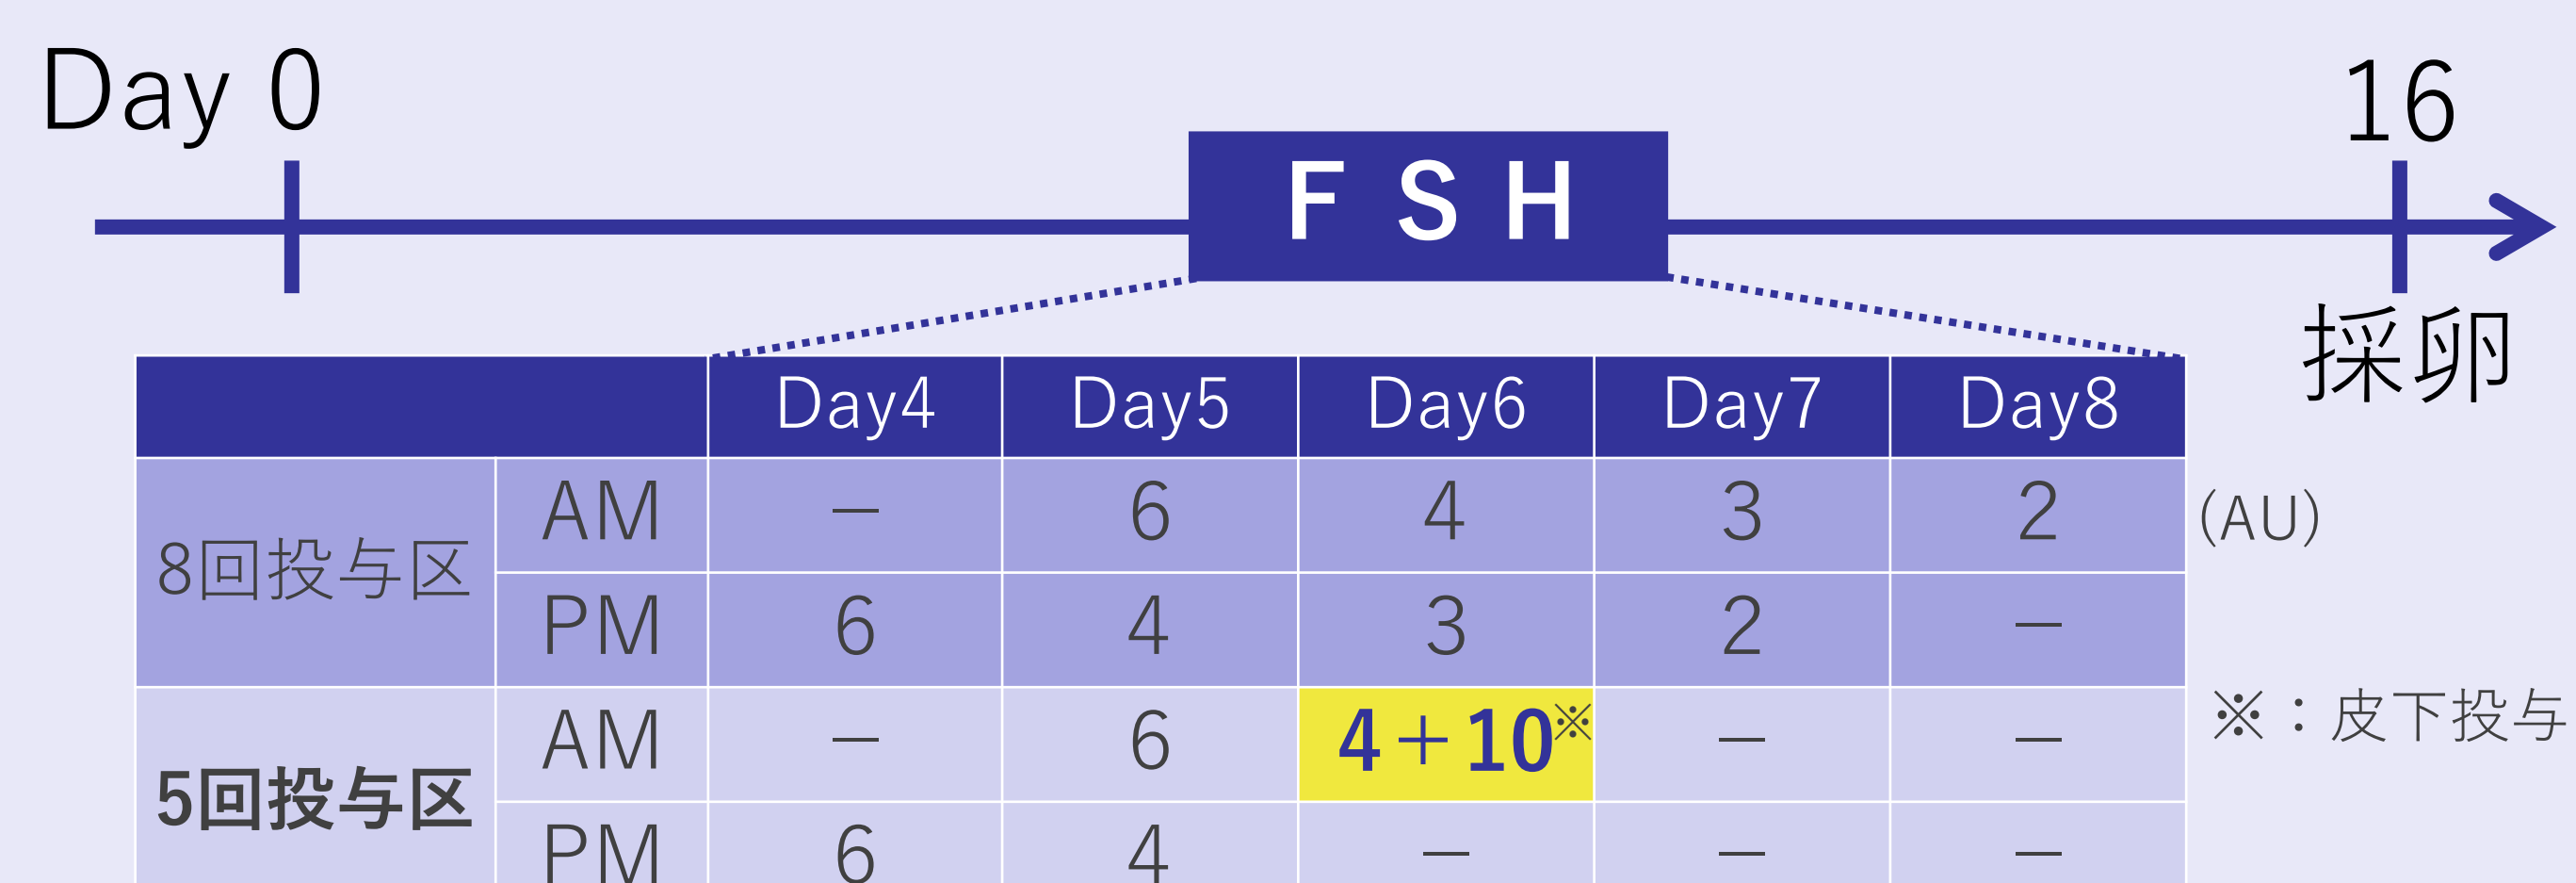 Day 0
16
FSH
採卵
Day4 Day5 Day6 Day7 Day8
8回投与区
AM － 6 4 3 2
(AU)
PM 6 4 3 2 －
5回投与区
AM － 6 4＋10※ － －
※：皮下投与
PM 6 4 － － －